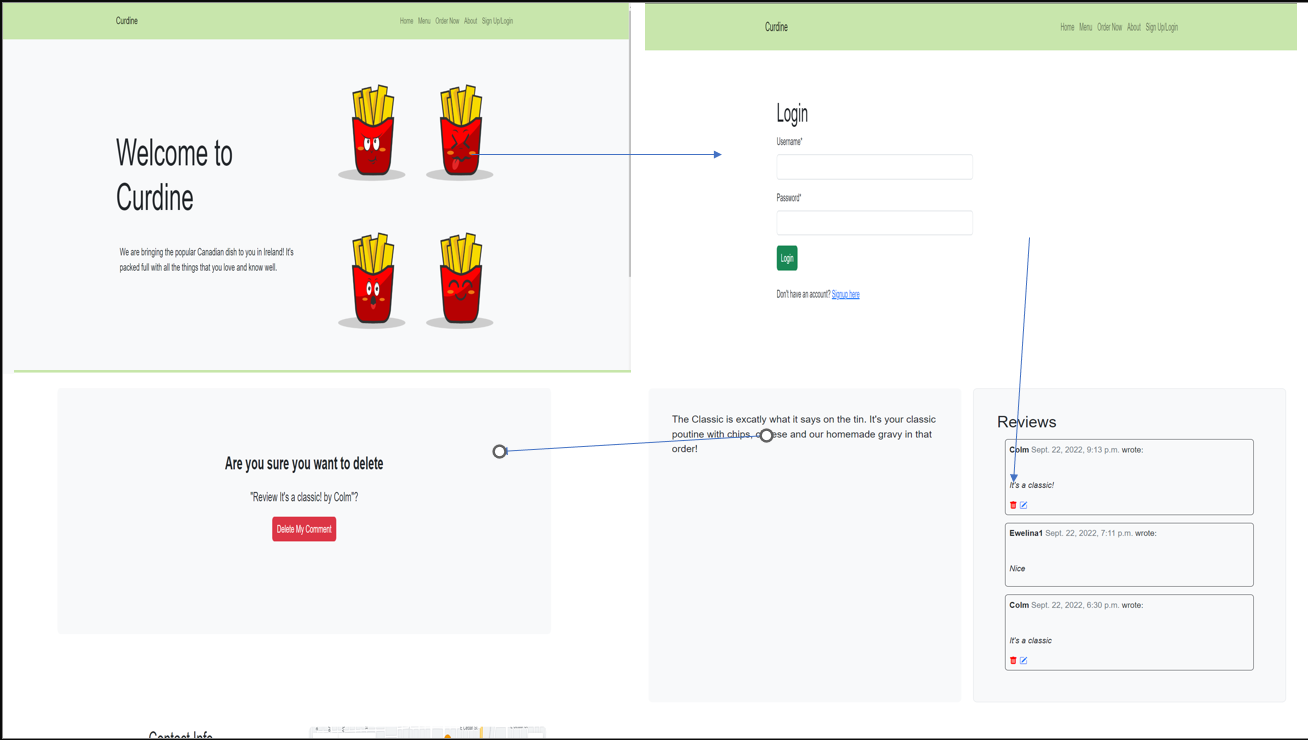 Curdine
Home Menu Order Now About Sign Up/Login
Welcome to
Curdine
We are bringing the popular Canadian dish to you in Ireland! It's
packed full with all the things that you love and know well.
Curdine
Home Menu Order Now About Sign Up/Login
Login
Username*
Password*
Login
Don't have an account? Signup here
Are you sure you want to delete
"Review It's a classic! by Colm"?
Delete My Comment
The Classic is excatly what it says on the tin. It's your classic
poutine with chips, and our homemade gravy in that
order!
Reviews
Colm Sept. 22, 2022, 9:13 p.m. wrote:
It's a classic!
Ewelina1 Sept. 22, 2022, 7:11 p.m. wrote:
Nice
Colm Sept. 22, 2022, 6:30 p.m. wrote:
It's a classic
Contact Info